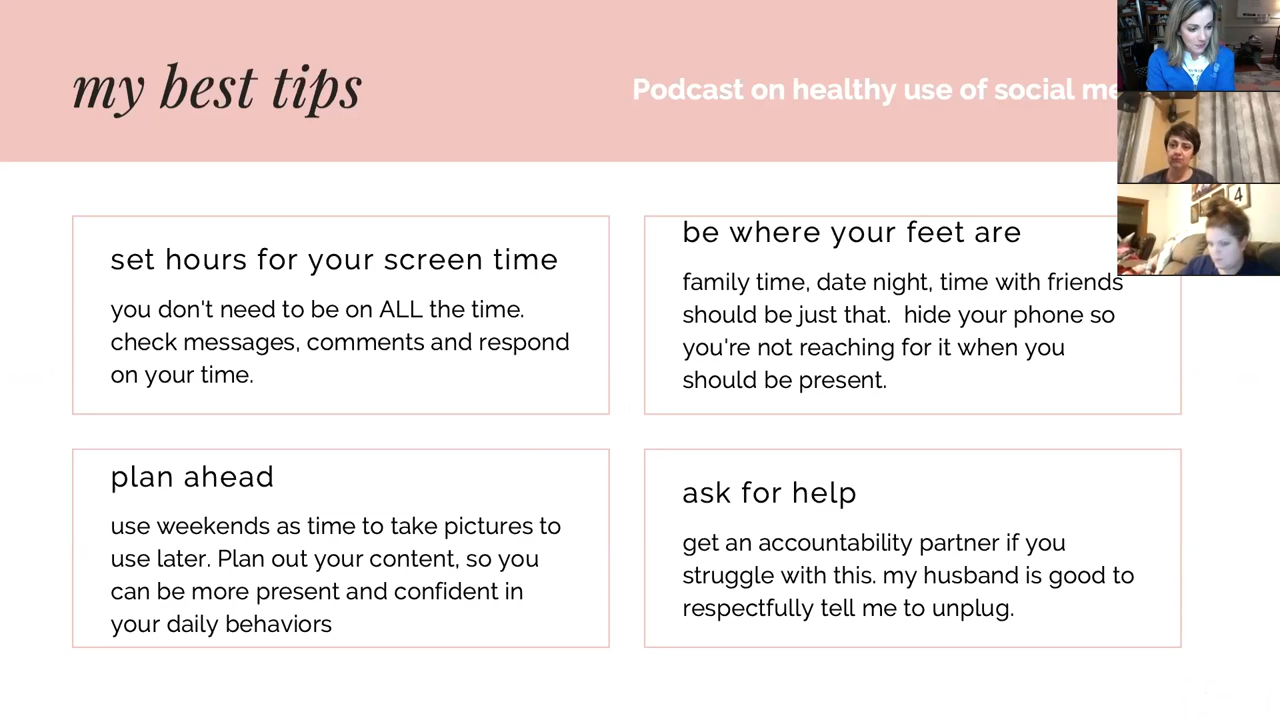 my best tips
Podcast on healthy use of social
set hours for your screen time
you don't need to be on ALL the time.
check messages, comments and respond
on your time.
be where your feet are
family time, date night, time with friends
should be just that.  hide your phone so
you're not reaching for it when you
should be present.
plan ahead
use weekends as time to take pictures to
use later. Plan out your content, so you
can be more present and confident in
your daily behaviors
ask for help
get an accountability partner if you
struggle with this. my husband is good to
respectfully tell me to unplug.
4